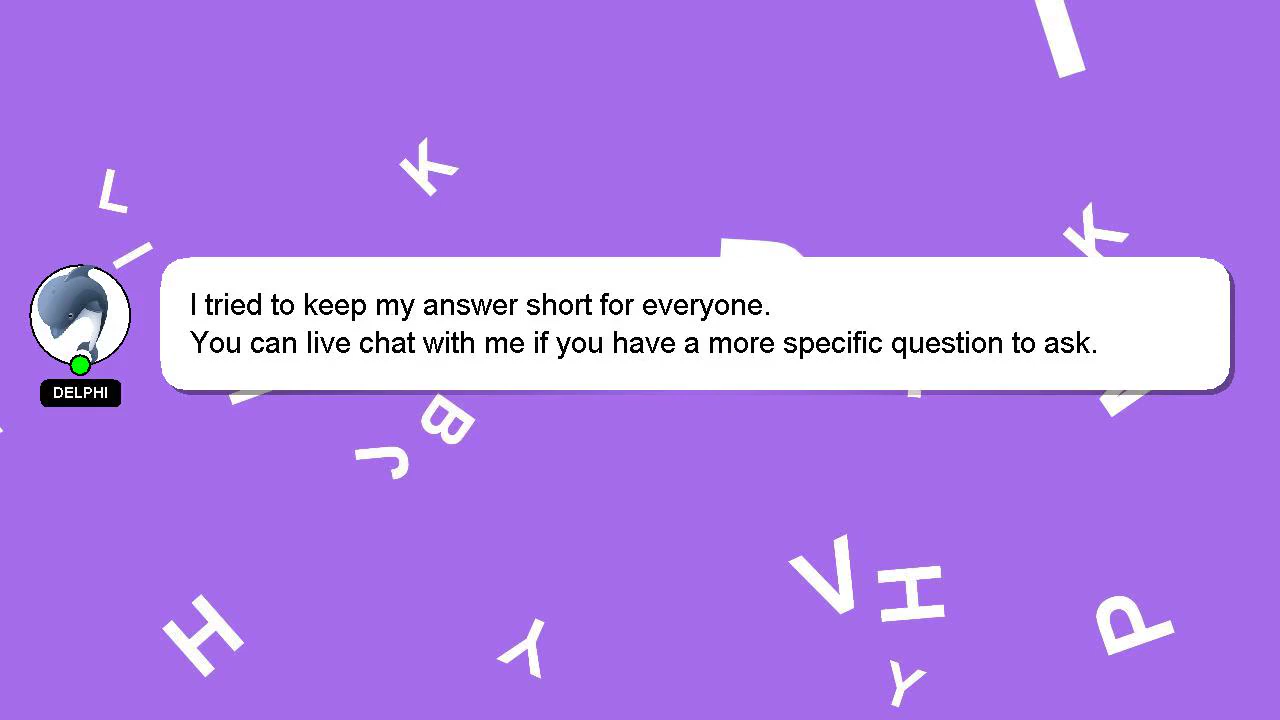 I
K
L
K
I tried to keep my answer short for everyone.
You can live chat with me if you have a more specific question to ask.
DELPHI
B
J
V
H
H
P
Y
Y